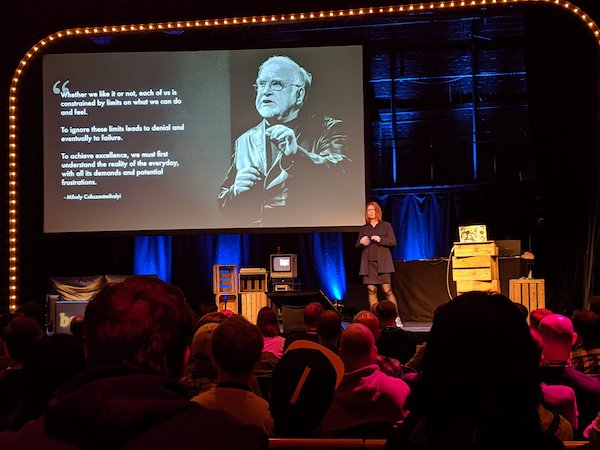 “
Whether we like it or not, each of us is
constrained by limits on what we can do
and feel.
To ignore these limits leads to denial and
eventually to failure.
To achieve excellence, we must first
understand the reality of the everyday,
with all its demands and potential
frustrations.
- Mihaly Csikszentmihalyi